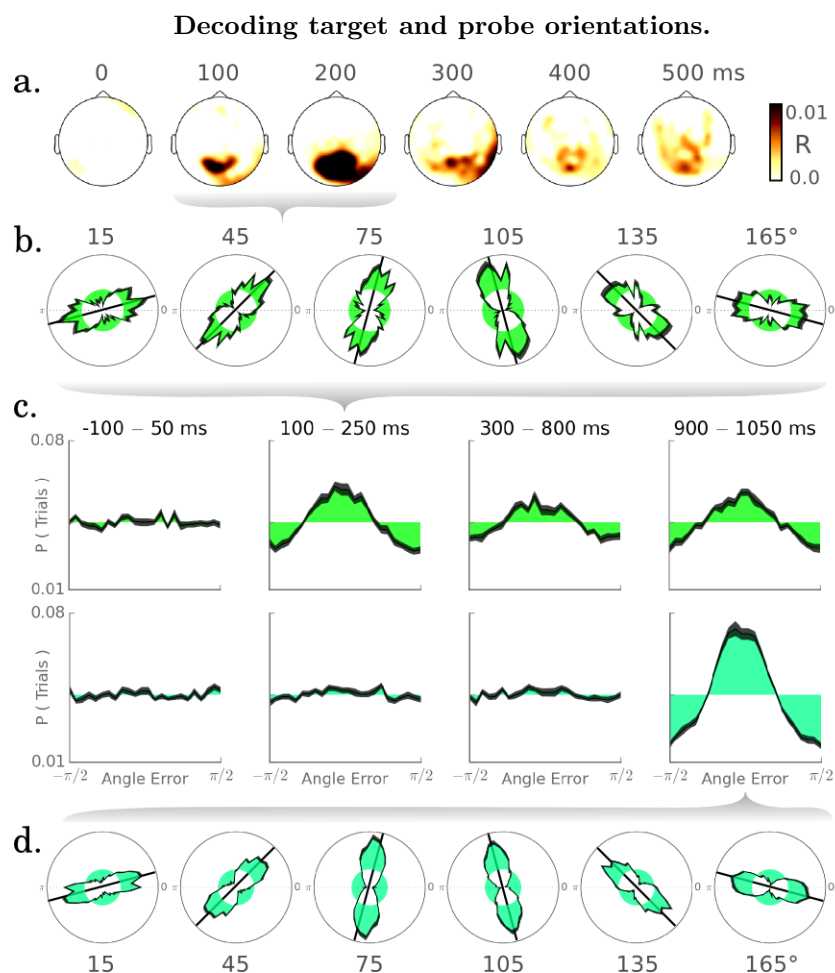 Decoding target and probe orientations.
a.
0 100 200 300 400 500 ms
0.01
R
0.0
b.
15 45 75 105 135 165°
π 0 π 0 π 0 π 0 π 0 π 0
c.
-100 – 50 ms 100 – 250 ms 300 – 800 ms 900 – 1050 ms
0.08
P ( Trials )
0.01
0.08
P ( Trials )
0.01
−π/2 Angle Error π/2 −π/2 Angle Error π/2 −π/2 Angle Error π/2 −π/2 Angle Error π/2
d.
π 0 π 0 π 0 π 0 π 0 π 0
15 45 75 105 135 165°